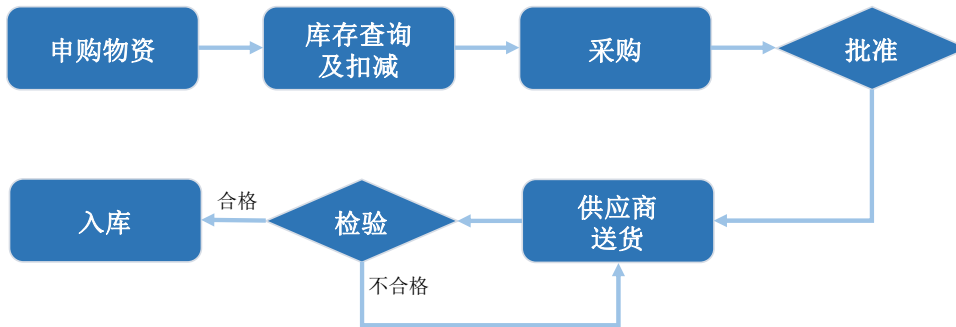 申购物资
库存查询
及扣减
采购
批准
供应商
送货
检验
合格
入库
不合格